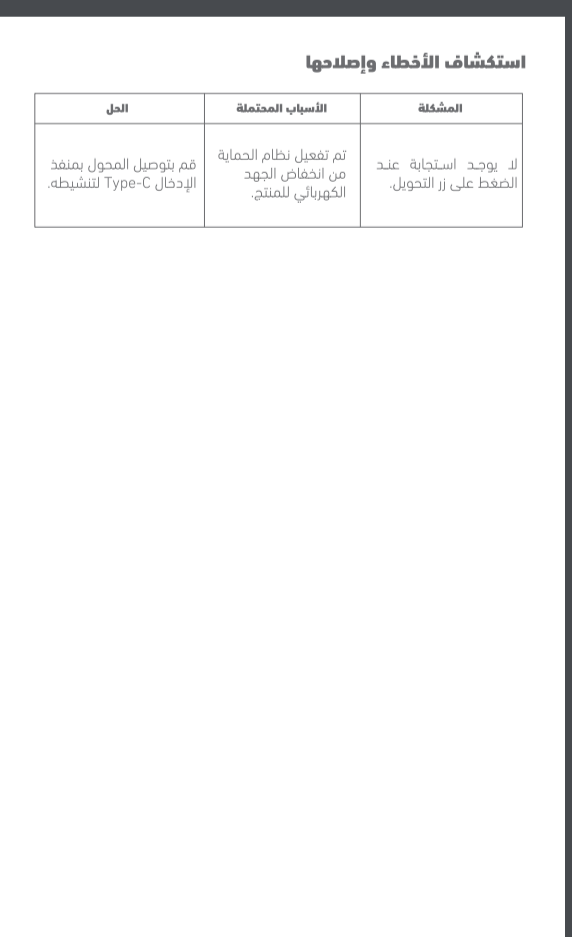 استكشاف الأخطاء وإصلاحها
المشكلة
الأسباب المحتملة
الحل
لا يوجد استجابة عند
الضغط على زر التحويل.
تم تفعيل نظام الحماية
من انخفاض الجهد
الكهربائي للمنتج.
قم بتوصيل المحول بمنفذ
الإدخال Type-C لتنشيطه.